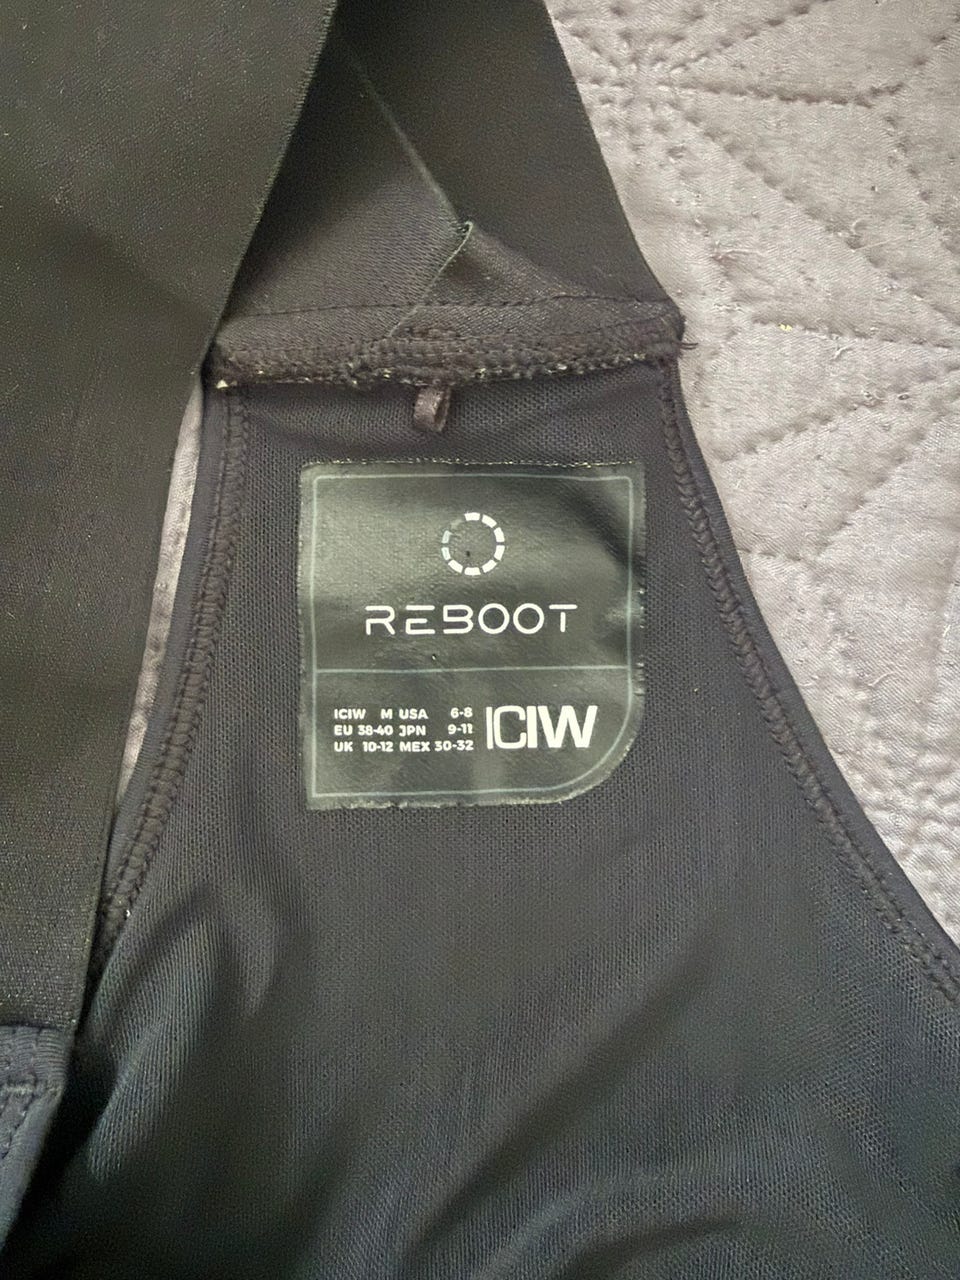 REBOOT
ICIW M USA 6-8
EU 38-40 JPN 9-11
UK 10-12 MEX 30-32
ICIW